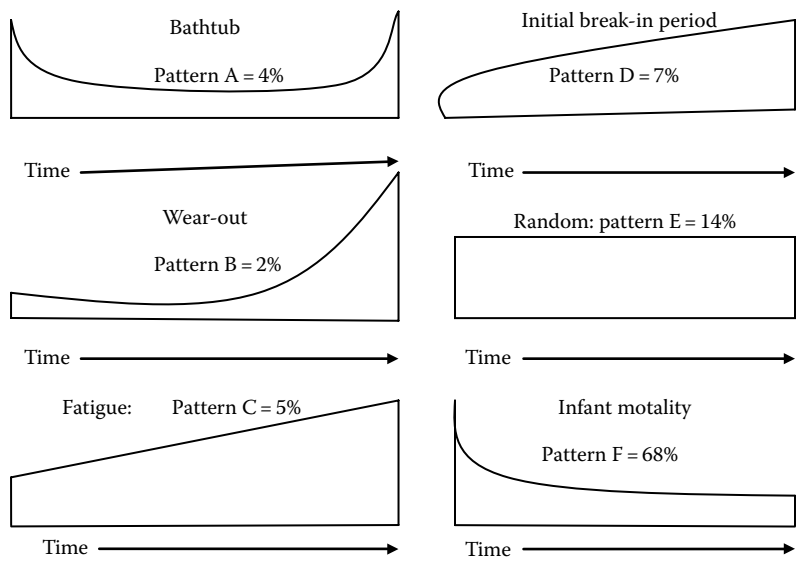 Bathtub
Pattern A = 4%
Time
Initial break-in period
Pattern D = 7%
Time
Wear-out
Pattern B = 2%
Time
Random: pattern E = 14%
Time
Fatigue: Pattern C = 5%
Time
Infant motality
Pattern F = 68%
Time